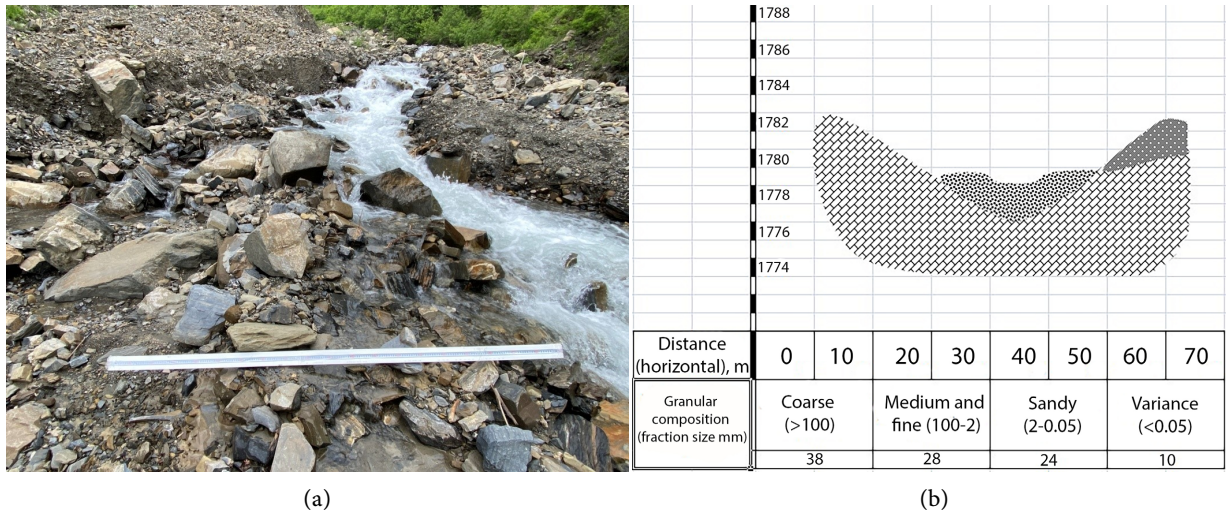 1788
1786
1784
1782
1780
1778
1776
1774
Distance
(horizontal), m
0 10 20 30 40 50 60 70
Granular
composition
(fraction size mm)
Coarse
(>100)
Medium and
fine (100-2)
Sandy
(2-0.05)
Variance
(<0.05)
38 28 24 10
(a) (b)